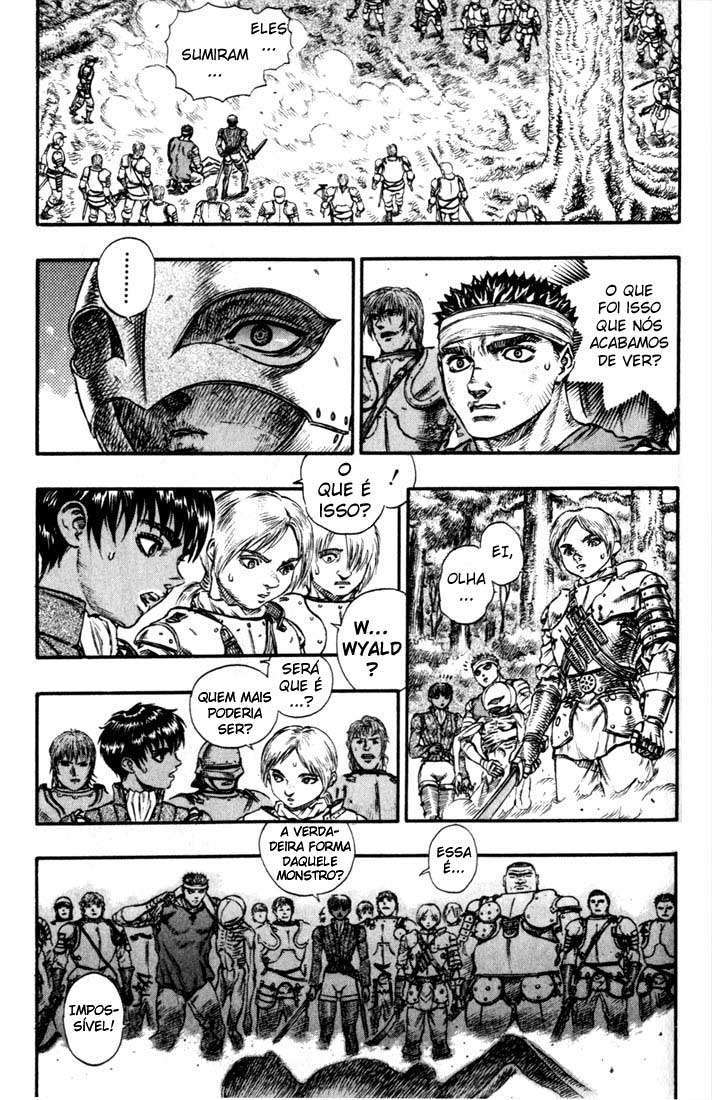 ELES
...
SUMIRAM
...
O QUE
FOI ISSO
QUE NÓS
ACABAMOS
DE VER?
.......
EI,
OLHA
...
!
O
QUE É
ISSO?
W...
WYALD
?
SERÁ
QUE É
...?
QUEM MAIS
PODERIA
SER?
ESSA
É...
A VERDA-
DEIRA FORMA
DAQUELE
MONSTRO?
IMPOS-
SÍVEL!